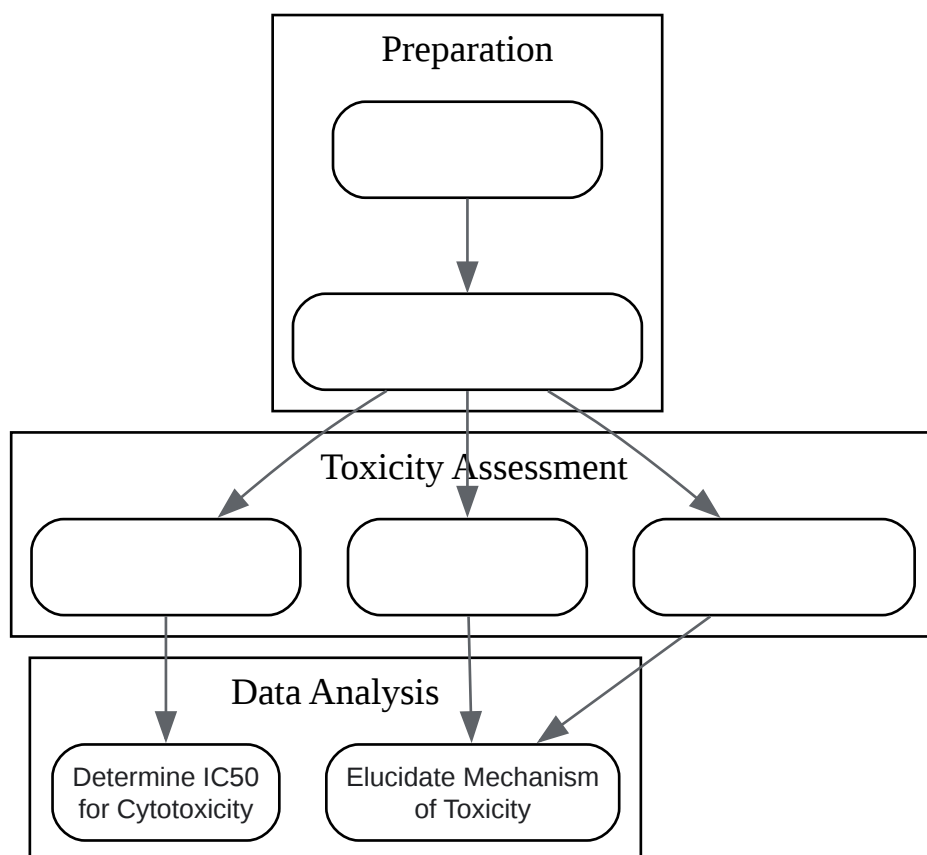 Preparation
Toxicity Assessment
Data Analysis
Determine IC50
for Cytotoxicity
Elucidate Mechanism
of Toxicity